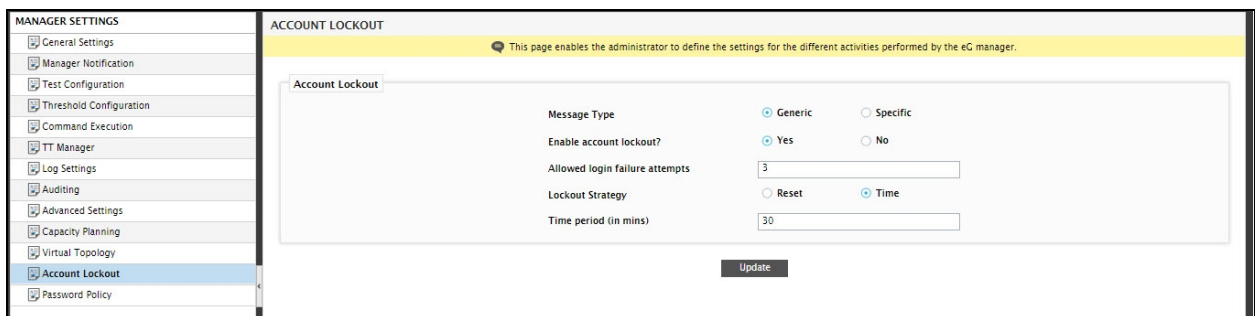 MANAGER SETTINGS
General Settings
Manager Notification
Test Configuration
Threshold Configuration
Command Execution
TT Manager
Log Settings
Auditing
Advanced Settings
Capacity Planning
Virtual Topology
Account Lockout
Password Policy
ACCOUNT LOCKOUT
This page enables the administrator to define the settings for the different activities performed by the eG manager.
Account Lockout
Message Type Generic Specific
Enable account lockout? Yes No
Allowed login failure attempts 3
Lockout Strategy Reset Time
Time period (in mins) 30
Update